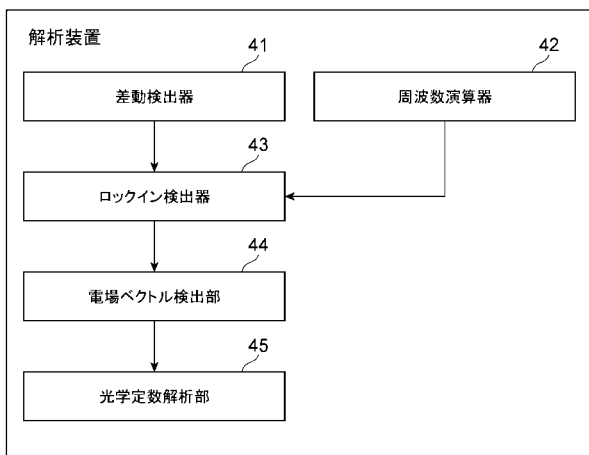 解析装置
41
差動検出器
42
周波数演算器
43
ロックイン検出器
44
電場ベクトル検出部
45
光学定数解析部